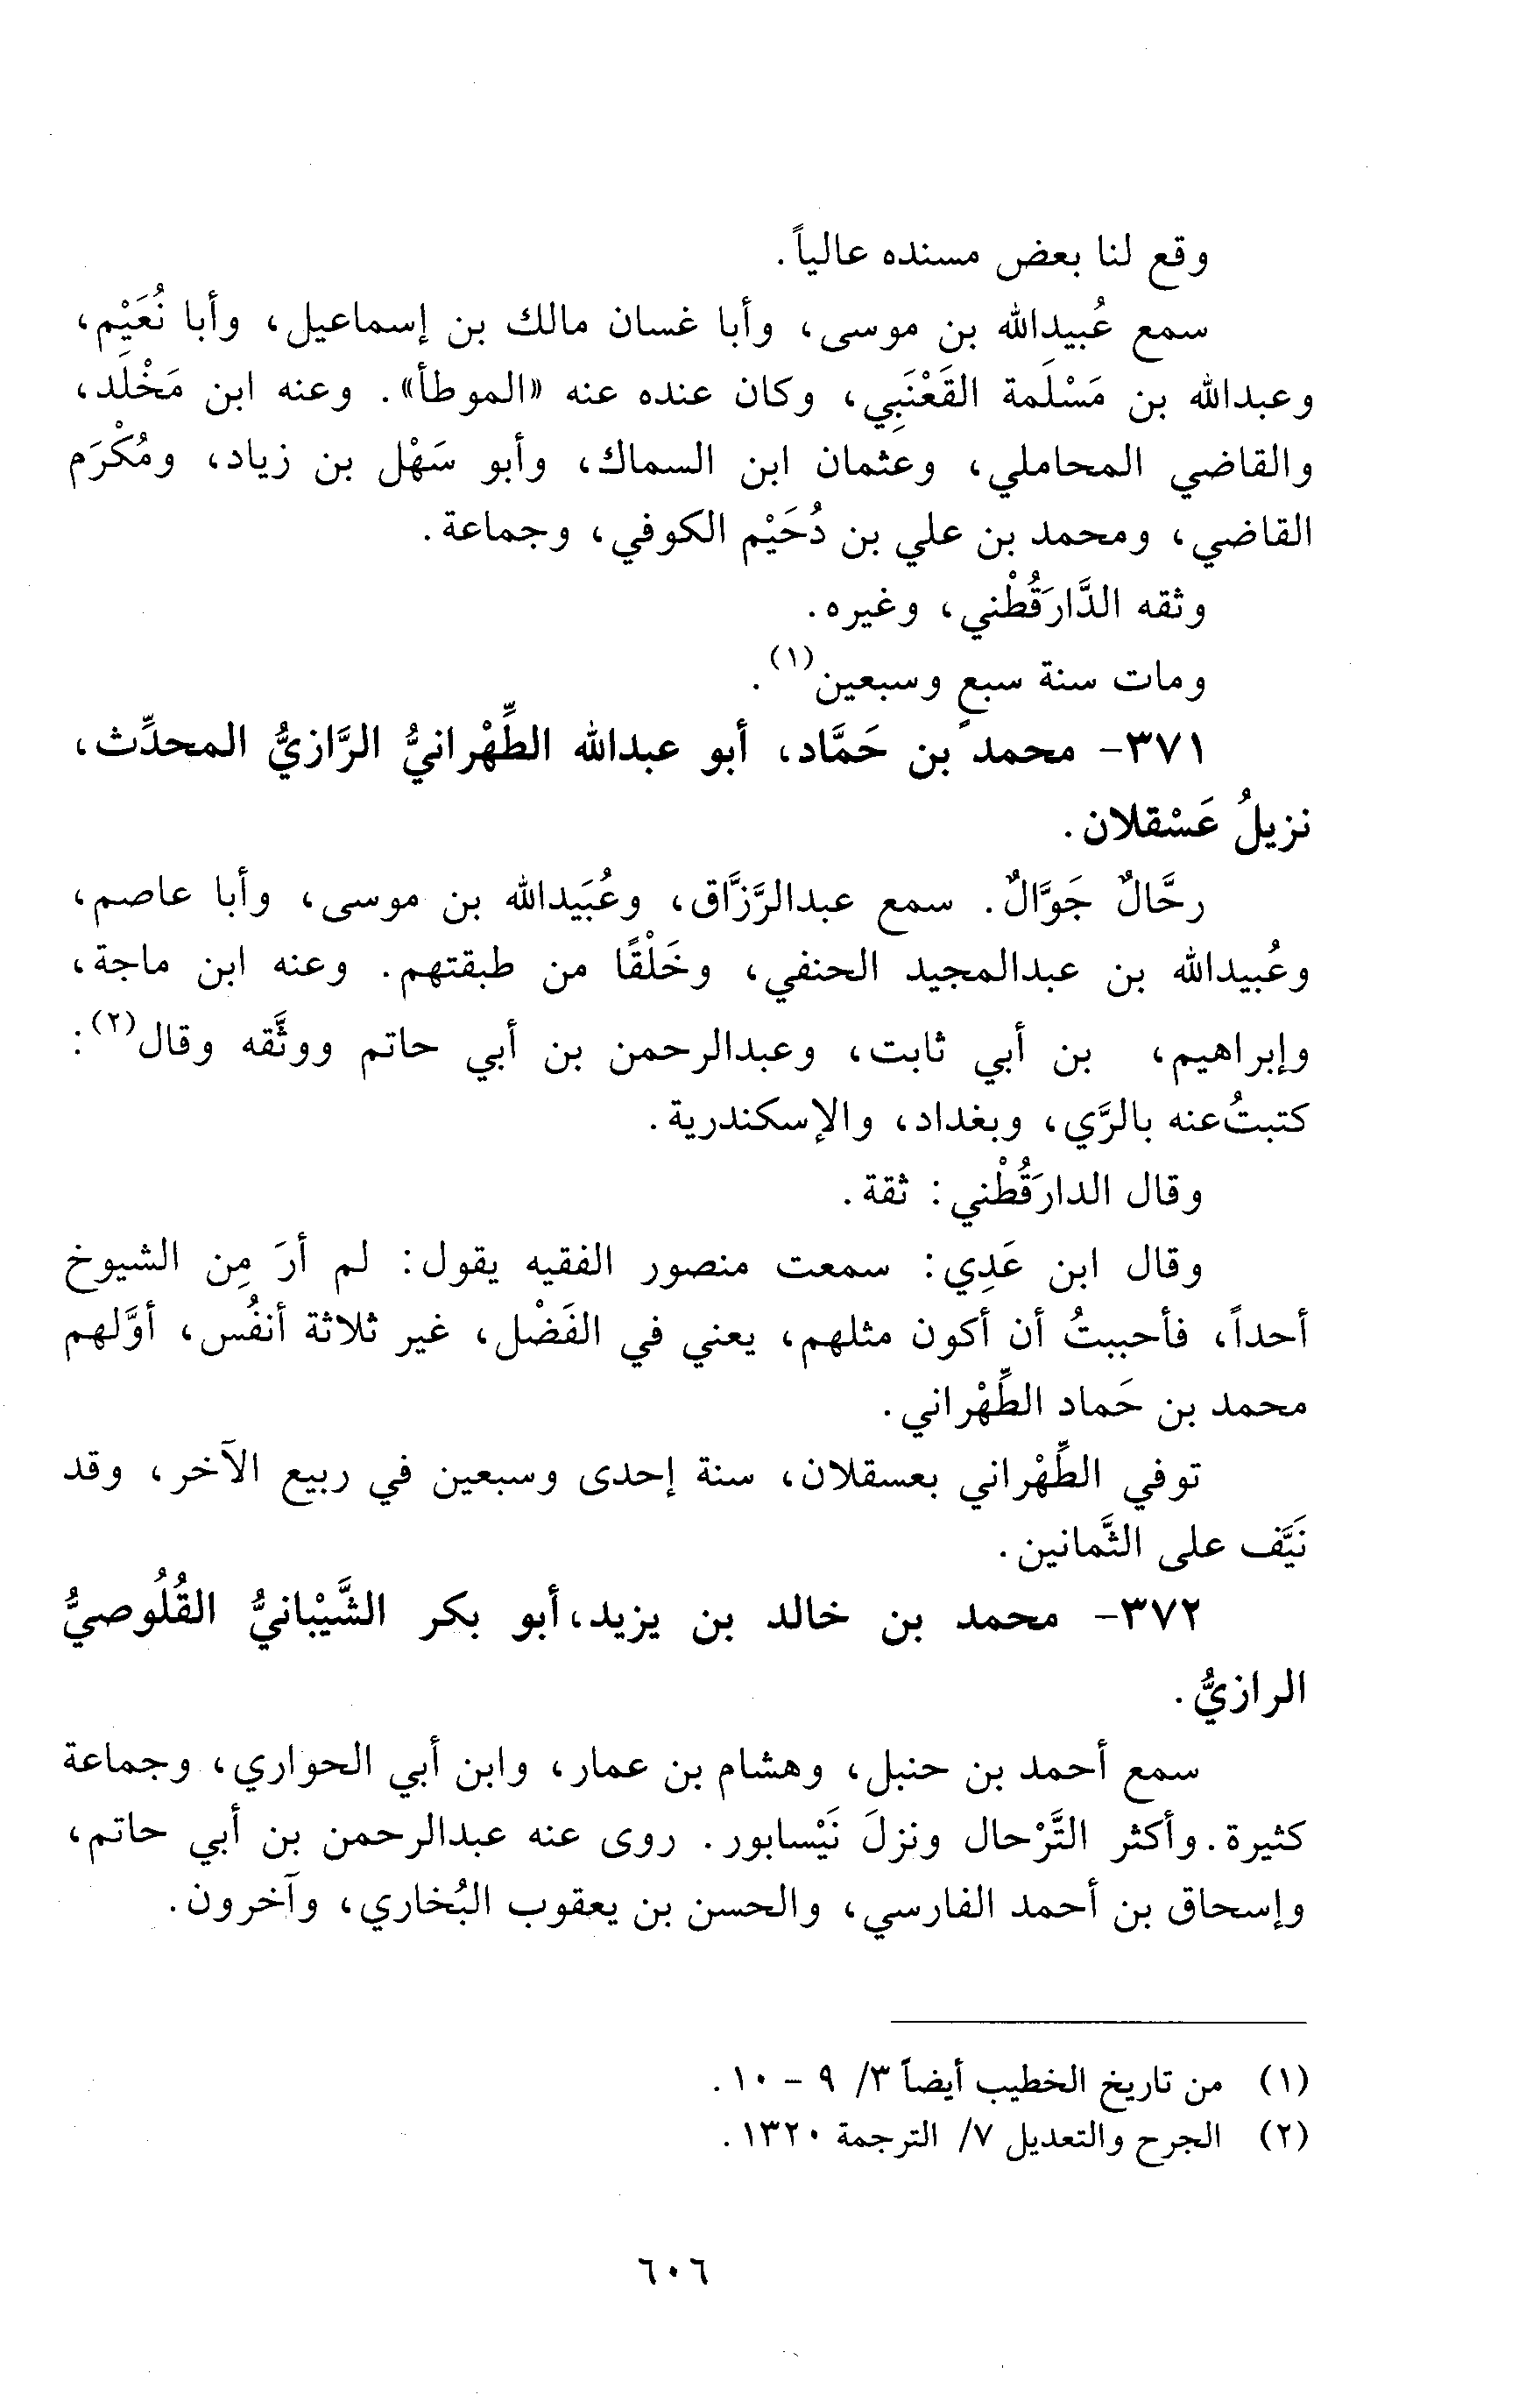 وقع لنا بعض مسنده عالياً.
سمع عُبيدالله بن موسى، وأبا غسان مالك بن إسماعيل، وأبا نُعَيْم،
وعبدالله بن مَسْلَمة القَعْنَبِي، وكان عنده عنه «الموطأ». وعنه ابن مَخْلَد،
والقاضي المحاملي، وعثمان ابن السماك، وأبو سَهْل بن زياد، ومُكْرَم
القاضي، ومحمد بن علي بن دُحَيْم الكوفي، وجماعة.
وثقه الدَّارَقُطْني، وغيره.
ومات سنة سبعٍ وسبعين(١).
٣٧١- محمد بن حَمَّاد، أبو عبدالله الطِّهْرانيُّ الرَّازيُّ المحدِّث،
نزيلُ عَسْقلان.
رحَّالٌ جَوَّالٌ. سمع عبدالرَّزَّاق، وعُبَيدالله بن موسى، وأبا عاصم،
وعُبيدالله بن عبدالمجيد الحنفي، وخَلْقًا من طبقتهم. وعنه ابن ماجة،
وإبراهيم، بن أبي ثابت، وعبدالرحمن بن أبي حاتم ووثَّقه وقال(٢):
كتبتُ عنه بالرَّي، وبغداد، والإسكندرية.
وقال الدارَقُطْني: ثقة.
وقال ابن عَدِي: سمعت منصور الفقيه يقول: لم أرَ مِن الشيوخ
أحداً، فأحببتُ أن أكون مثلهم، يعني في الفَضْل، غير ثلاثة أنفُس، أوَّلهم
محمد بن حَماد الطِّهْراني.
توفي الطِّهْراني بعسقلان، سنة إحدى وسبعين في ربيع الآخر، وقد
نَيَّف على الثَّمانين.
٣٧٢- محمد بن خالد بن يزيد، أبو بكر الشَّيْبانيُّ القُلُوصيُّ
الرازيُّ.
سمع أحمد بن حنبل، وهشام بن عمار، وابن أبي الحواري، وجماعة
كثيرة. وأكثر التَّرْحال ونزلَ نَيْسابور. روى عنه عبدالرحمن بن أبي حاتم،
وإسحاق بن أحمد الفارسي، والحسن بن يعقوب البُخاري، وآخرون.
(١) من تاريخ الخطيب أيضاً ٣/ ٩ - ١٠.
(٢) الجرح والتعديل ٧/ الترجمة ١٣٢٠.
٦٠٦